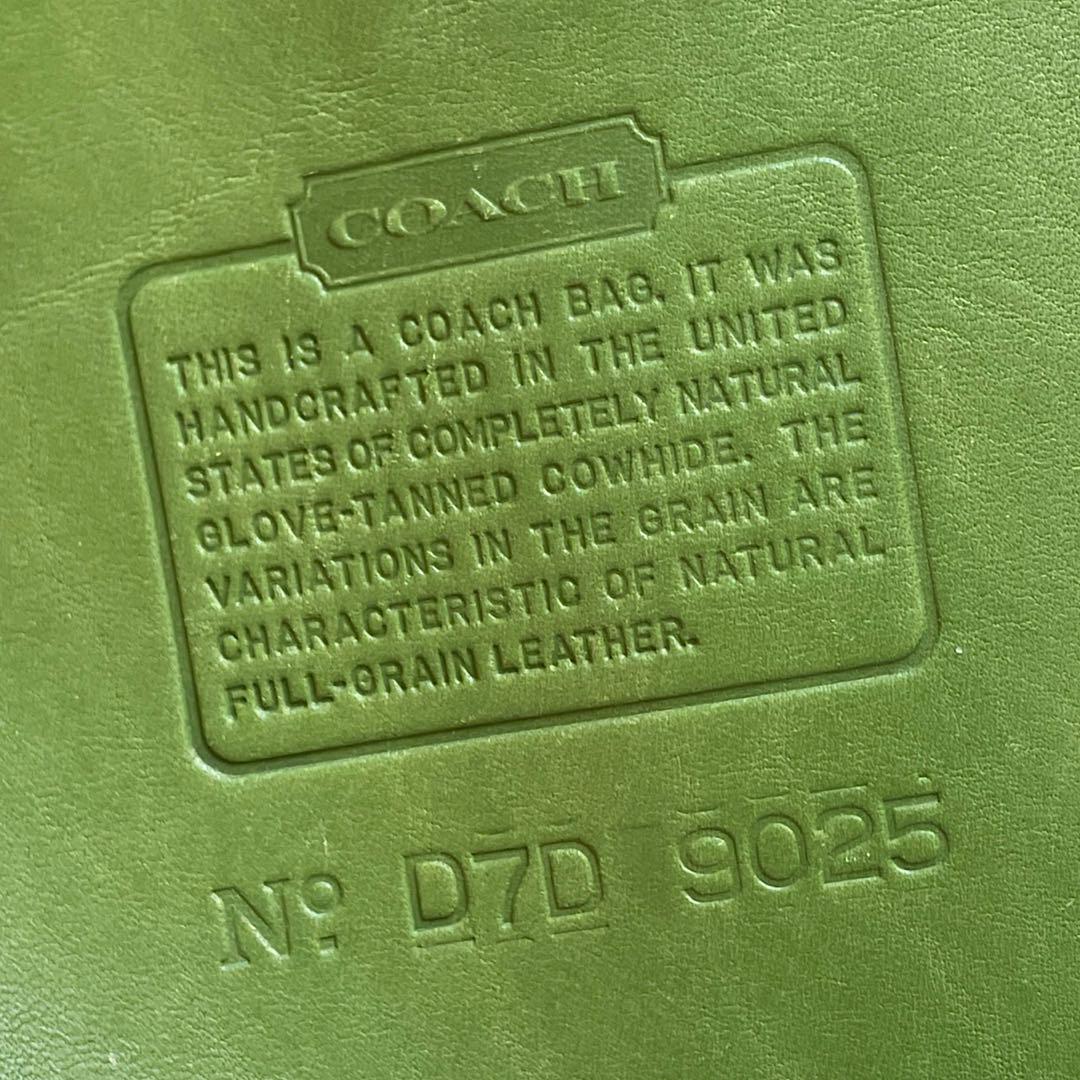 COACH
THIS IS A COACH BAG. IT WAS
HANDCRAFTED IN THE UNITED
STATES OF COMPLETELY NATURAL
GLOVE-TANNED COWHIDE. THE
VARIATIONS IN THE GRAIN ARE
CHARACTERISTIC OF NATURAL
FULL-GRAIN LEATHER.
Nº D7D 9025